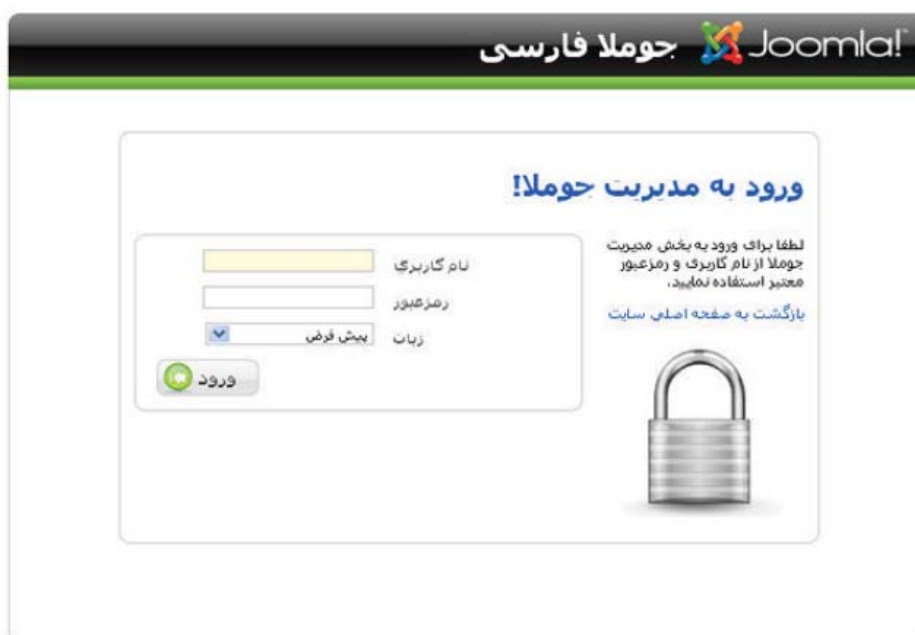 Joomla! جوملا فارسی
ورود به مدیریت جوملا!
لطفا برای ورود به بخش مدیریت
جوملا از نام کاربری و رمزعبور
معتبر استفاده نمایید.
بازگشت به صفحه اصلی سایت
نام کاربری
رمزعبور
زبان پیش فرض
ورود